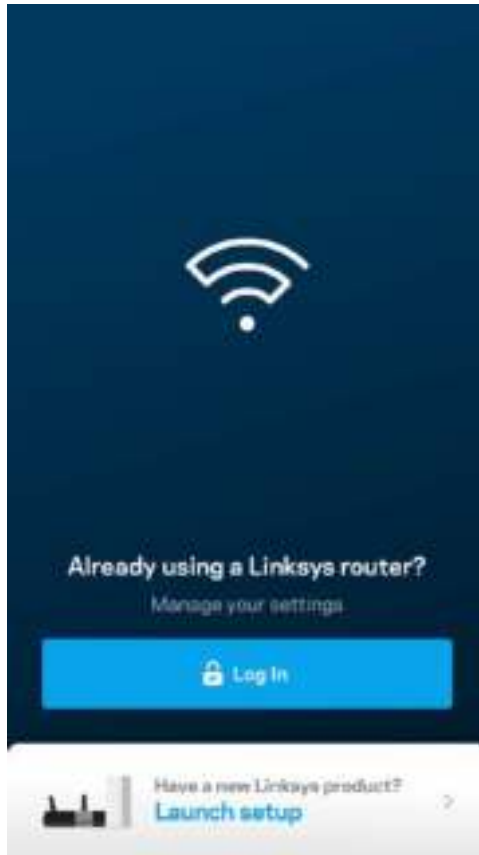 Already using a Linksys router?
Manage your settings
Log In
Have a new Linksys product?
Launch setup